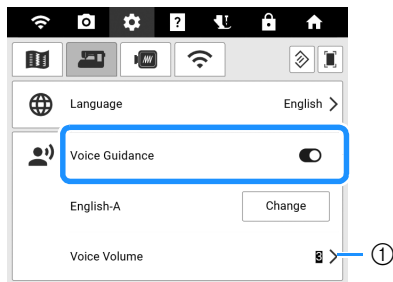 ?
Language English
Voice Guidance
English-A Change
Voice Volume 3
①